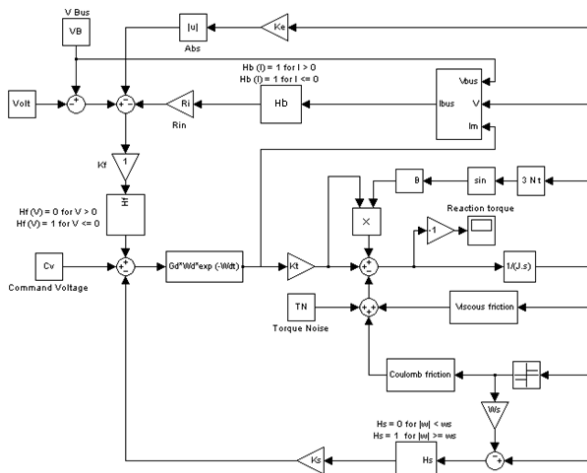 V Bus
VB
|u|
Abs
Ke
Hb (I) = 1 for I > 0
Hb (I) = 1 for I <= 0
Vbus
V
Im
Ibus
Volt
Hb
Ri
Rin
Kf
1
Hf
Hf (V) = 0 for V > 0
Hf (V) = 1 for V <= 0
B
sin
3 N t
Reaction torque
-1
X
Cv
Command Voltage
Gd*Wd*exp (-Wdt)
Kt
1/(J.s)
TN
Torque Noise
Viscous friction
Coulomb friction
Ws
Hs = 0 for |w| < ws
Hs = 1 for |w| >= ws
Ks
Hs